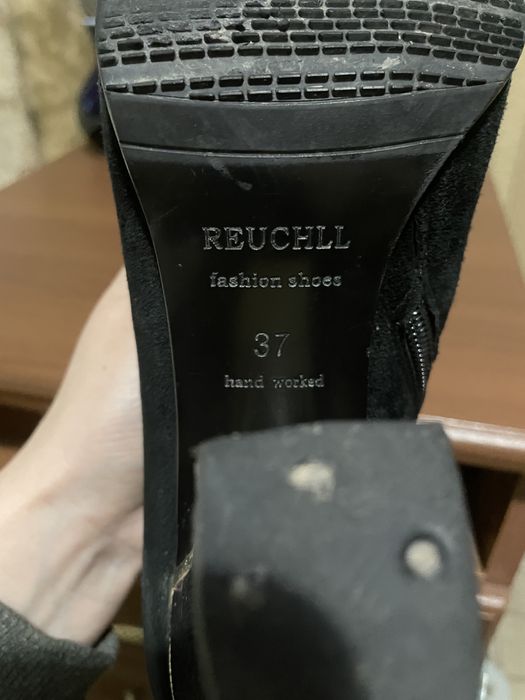 REUCHLL
fashion shoes
37
hand worked